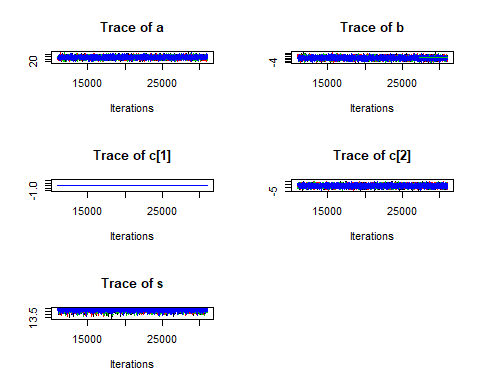 Trace of a
20
15000 25000
Iterations
Trace of b
-4
15000 25000
Iterations
Trace of c[1]
-1.0
15000 25000
Iterations
Trace of c[2]
-5
15000 25000
Iterations
Trace of s
13.5
15000 25000
Iterations